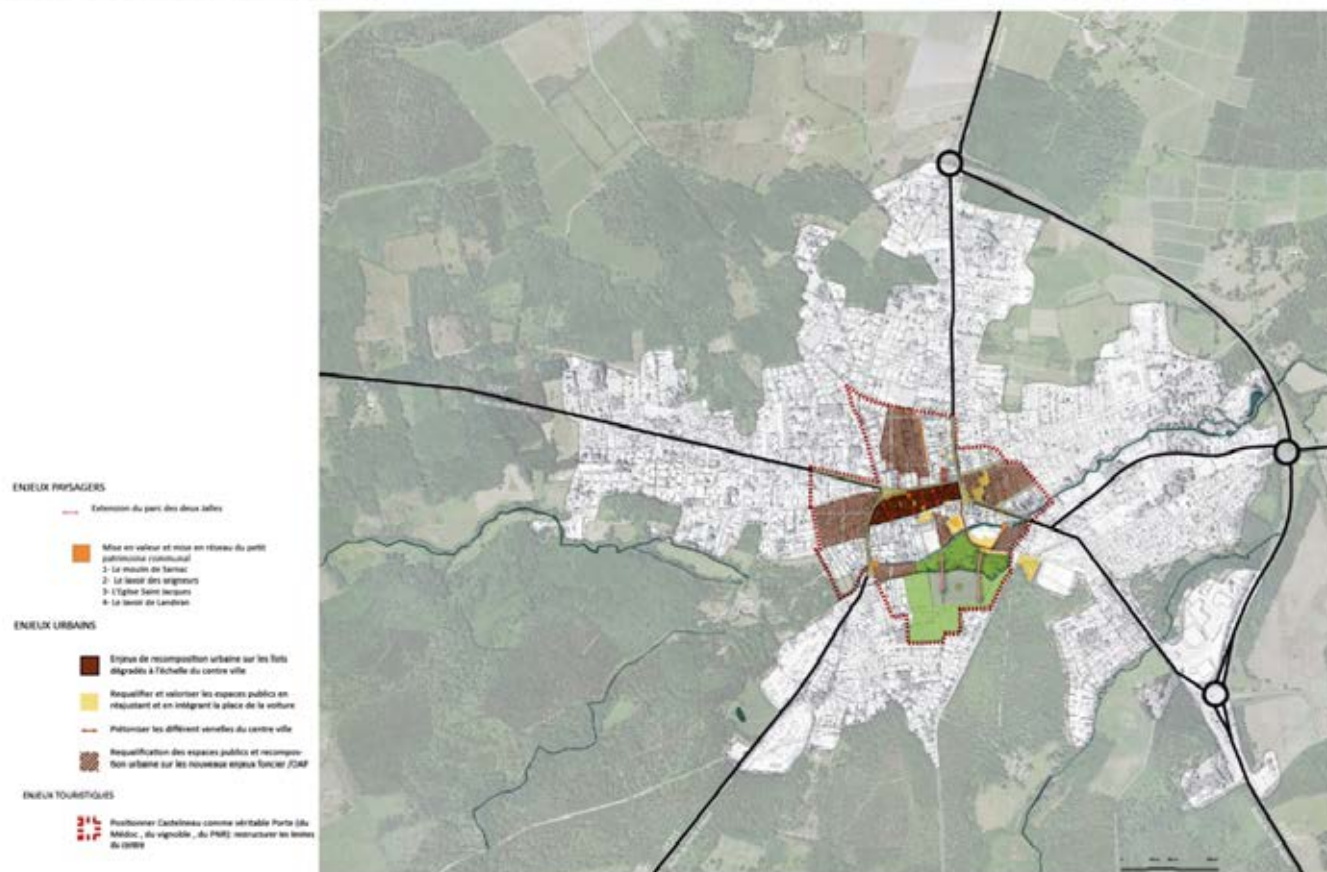 ENJEUX PAYSAGERS
Extension du parc des deux Jalles
Mise en valeur et mise en réseau du petit
patrimoine communal
1- Le moulin de Sarnac
2- Le lavoir des seigneurs
3- L'Eglise Saint Jacques
4- Le lavoir de Landiran
ENJEUX URBAINS
Enjeux de recomposition urbaine sur les îlots
dégradés à l'échelle du centre ville
Requalifier et valoriser les espaces publics en
réajustant et en intégrant la place de la voiture
Piétoniser les différent venelles du centre ville
Requalification des espaces publics et recompos-
tion urbaine sur les nouveaux enjeux foncier /OAP
ENJEUX TOURISTIQUES
Positionner Castelneau comme véritable Porte (du
Médoc , du vignoble , du PNR): restructurer les limites
du centre